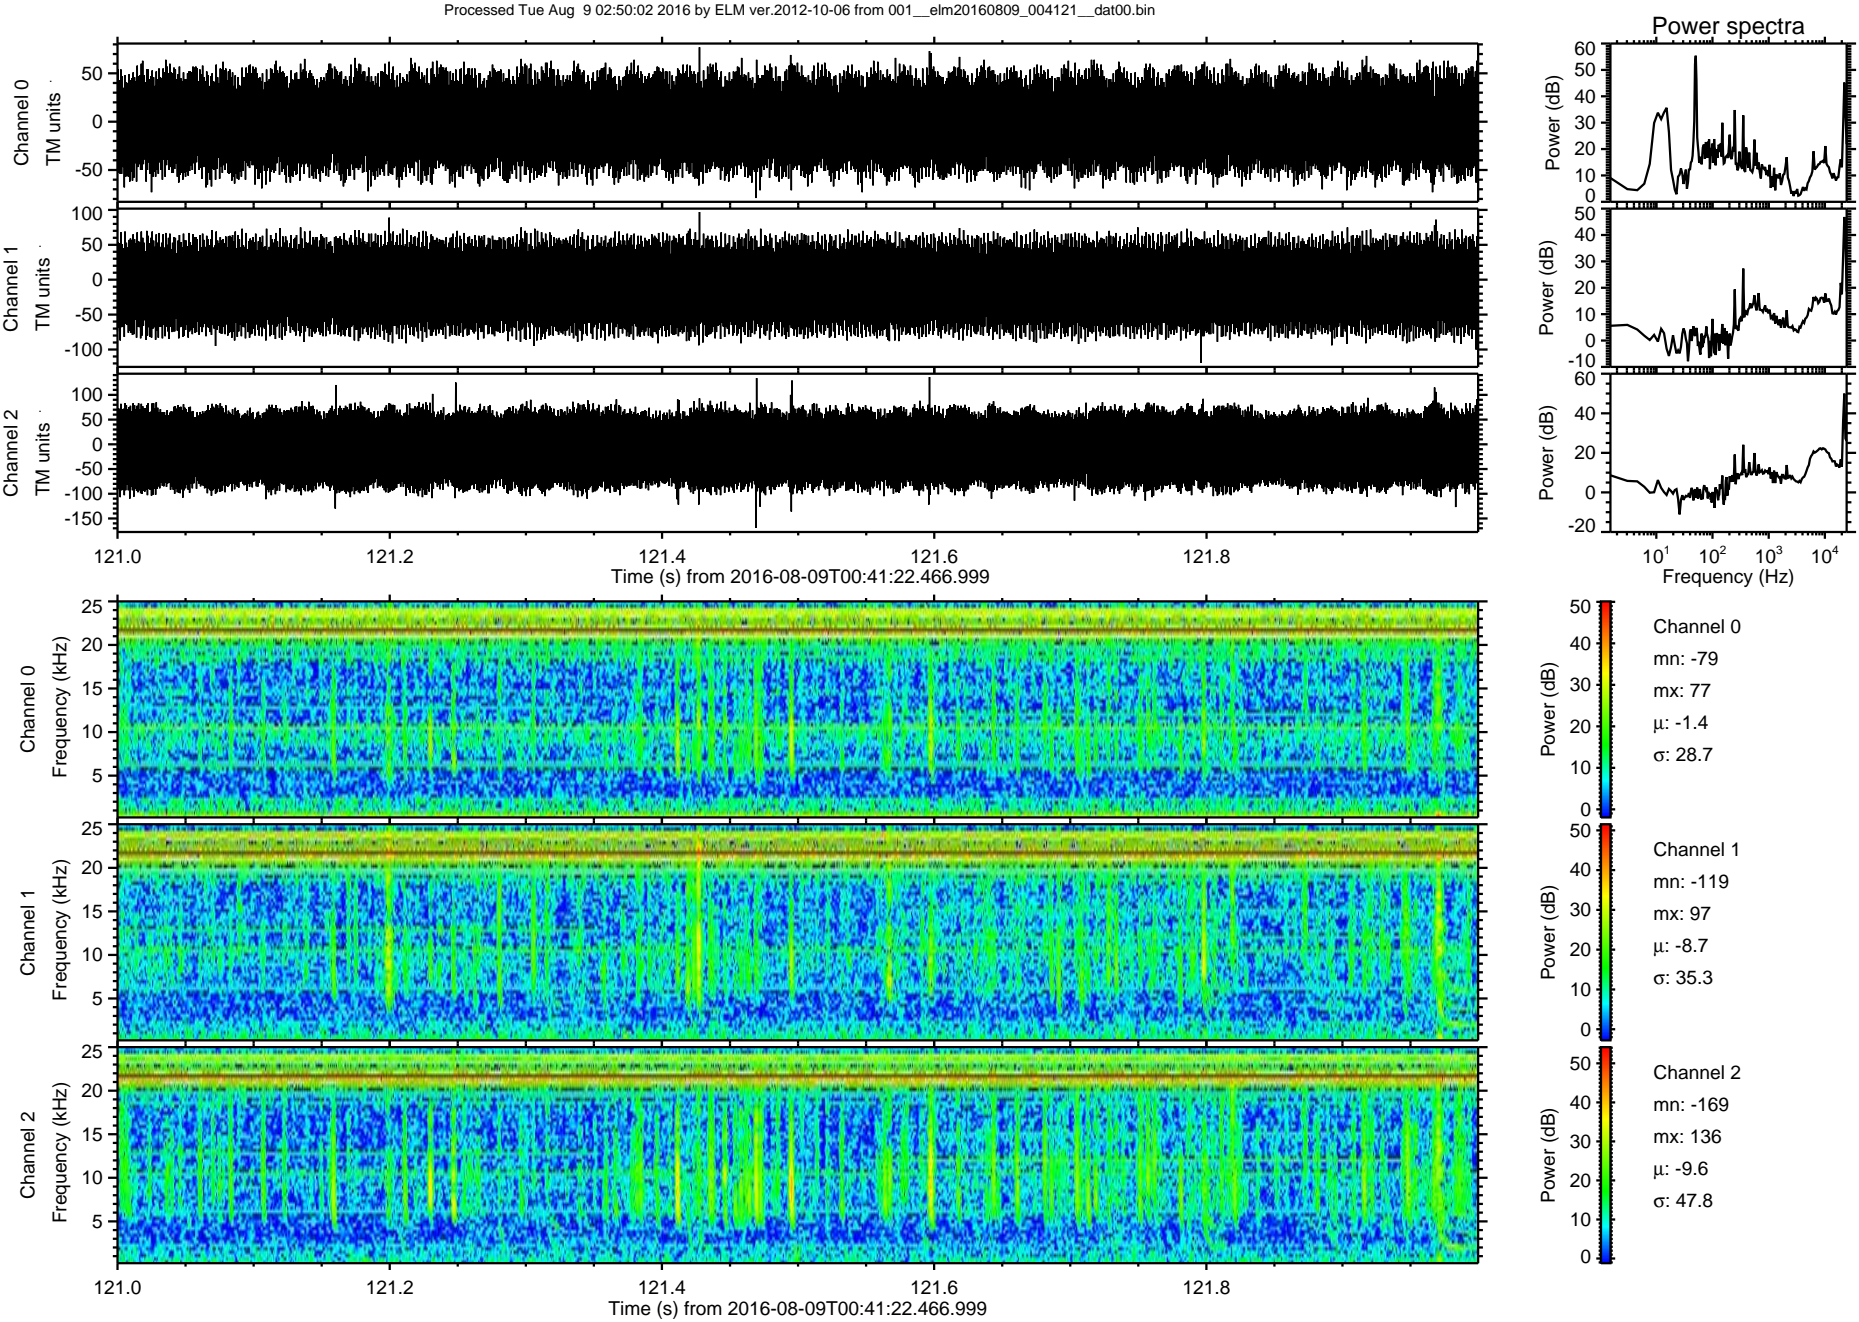 Processed Tue Aug  9 02:50:02 2016 by ELM ver.2012-10-06 from 001__elm20160809_004121__dat00.bin
Power spectra
Channel 0
TM units
50
0
-50
Power (dB)
60
50
40
30
20
10
0
Channel 1
TM units
100
50
0
-50
-100
Power (dB)
50
40
30
20
10
0
-10
Channel 2
TM units
100
50
0
-50
-100
-150
Power (dB)
60
40
20
0
-20
121.0 121.2 121.4 121.6 121.8
Time (s) from 2016-08-09T00:41:22.466.999
10^1 10^2 10^3 10^4
Frequency (Hz)
Channel 0
Frequency (kHz)
25
20
15
10
5
Power (dB)
50
40
30
20
10
0
Channel 0
mn: -79
mx: 77
μ: -1.4
σ: 28.7
Channel 1
Frequency (kHz)
25
20
15
10
5
Power (dB)
50
40
30
20
10
0
Channel 1
mn: -119
mx: 97
μ: -8.7
σ: 35.3
Channel 2
Frequency (kHz)
25
20
15
10
5
Power (dB)
50
40
30
20
10
0
Channel 2
mn: -169
mx: 136
μ: -9.6
σ: 47.8
121.0 121.2 121.4 121.6 121.8
Time (s) from 2016-08-09T00:41:22.466.999